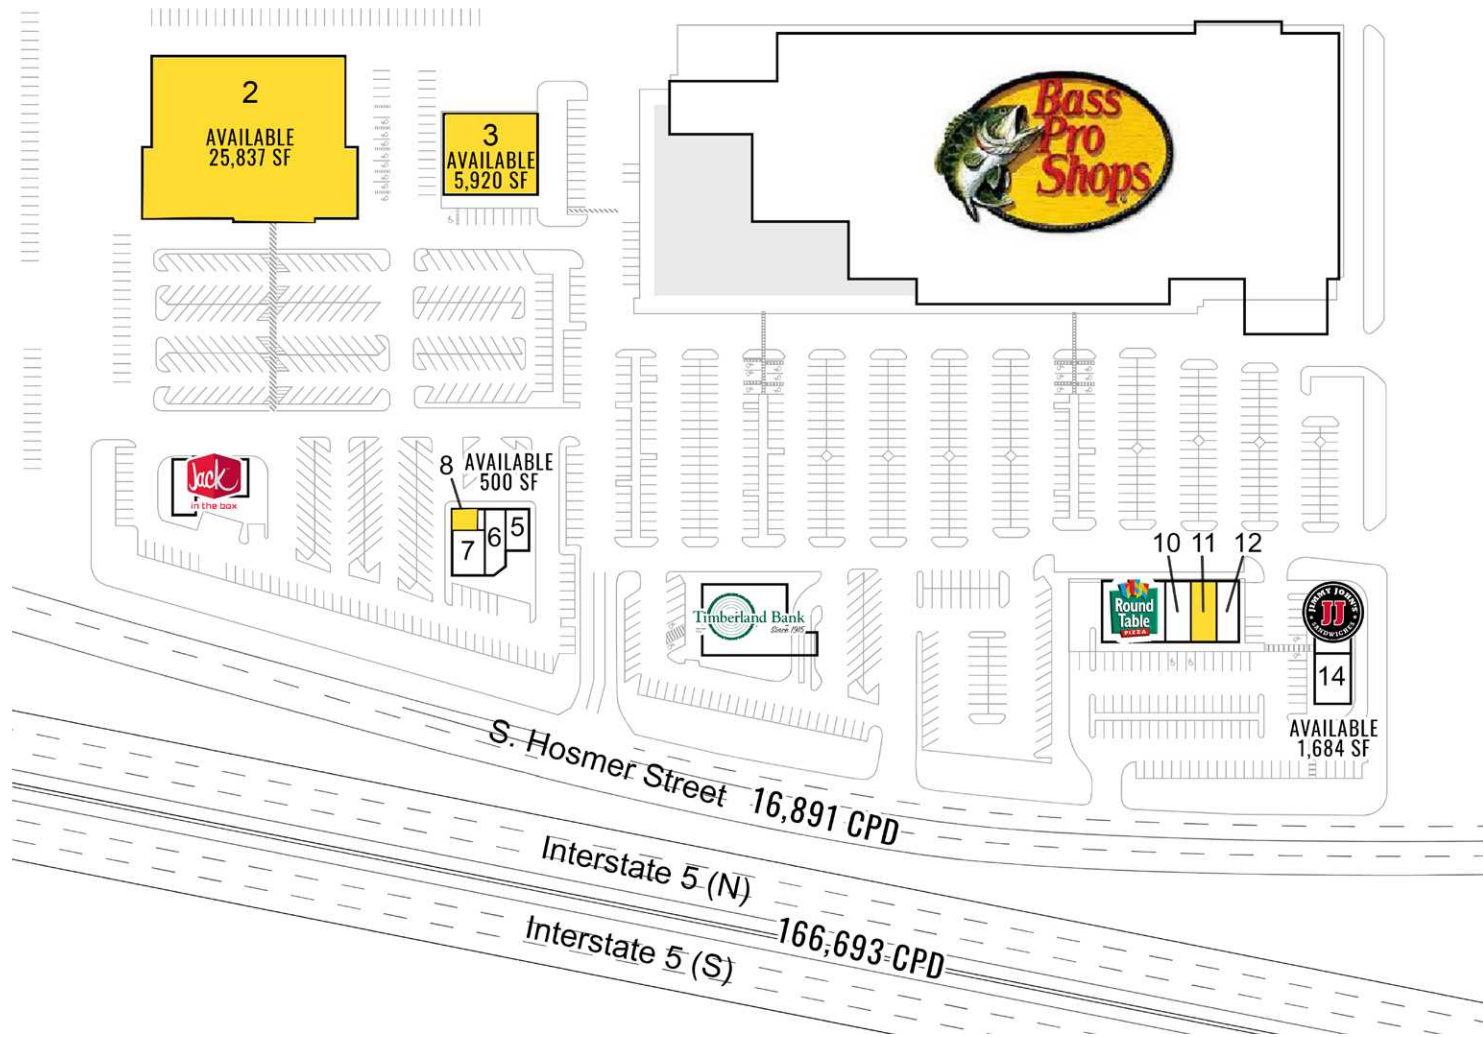 2
AVAILABLE
25,837 SF
3
AVAILABLE
5,920 SF
Bass
Pro
Shops
Jack
in the box
8
AVAILABLE
500 SF
7
6
5
Timberland Bank
Since 1915
10
11
12
Round
Table
PIZZA
JIMMY JOHN'S
JJ
SANDWICHES
14
AVAILABLE
1,684 SF
S. Hosmer Street 16,891 CPD
Interstate 5 (N)
166,693 CPD
Interstate 5 (S)